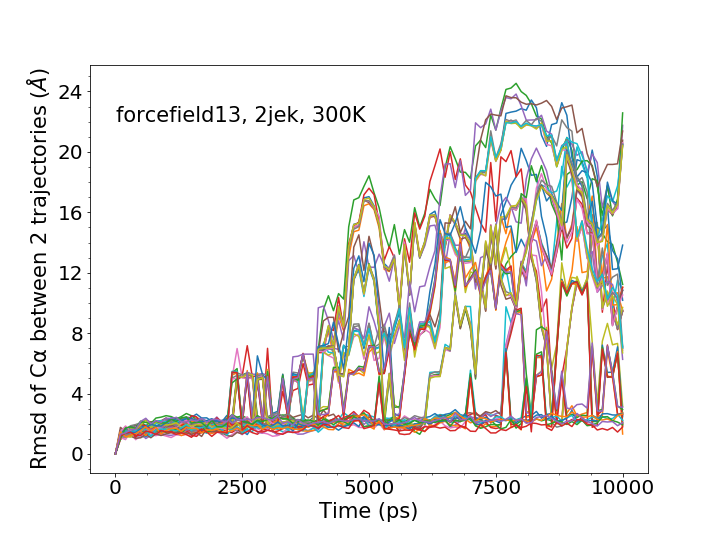 24
20
16
12
8
4
0
Rmsd of Cα between 2 trajectories (Å)
forcefield13, 2jek, 300K
0 2500 5000 7500 10000
Time (ps)